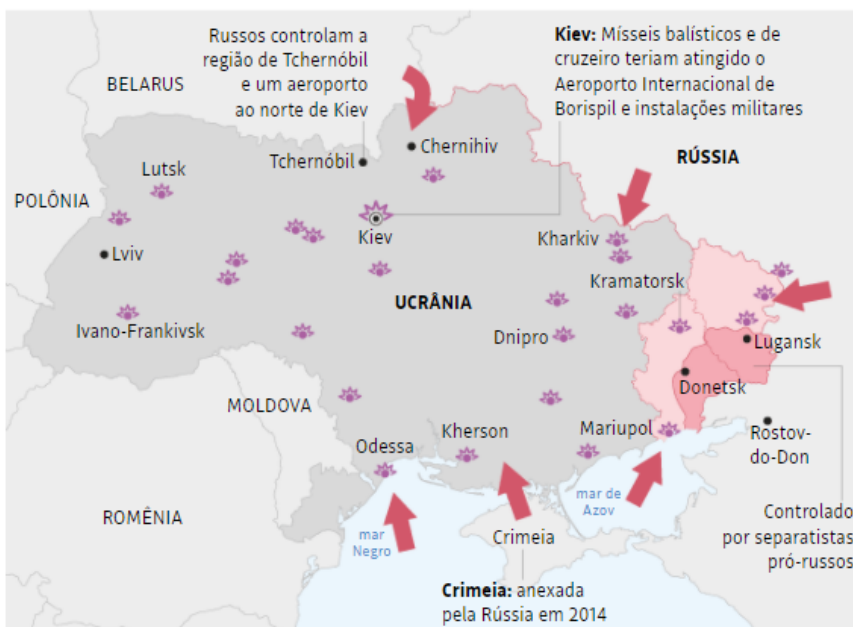 Russos controlam a
região de Tchernóbil
e um aeroporto
ao norte de Kiev
Kiev: Mísseis balísticos e de
cruzeiro teriam atingido o
Aeroporto Internacional de
Borispil e instalações militares
BELARUS
Chernihiv
Tchernóbil
RÚSSIA
Lutsk
POLÔNIA
Kiev
Kharkiv
Lviv
Kramatorsk
UCRÂNIA
Ivano-Frankivsk
Dnipro
Lugansk
Donetsk
MOLDOVA
Kherson
Mariupol
Rostov-
do-Don
Odessa
mar de
Azov
mar
Negro
ROMÊNIA
Crimeia
Controlado
por separatistas
pró-russos
Crimeia: anexada
pela Rússia em 2014